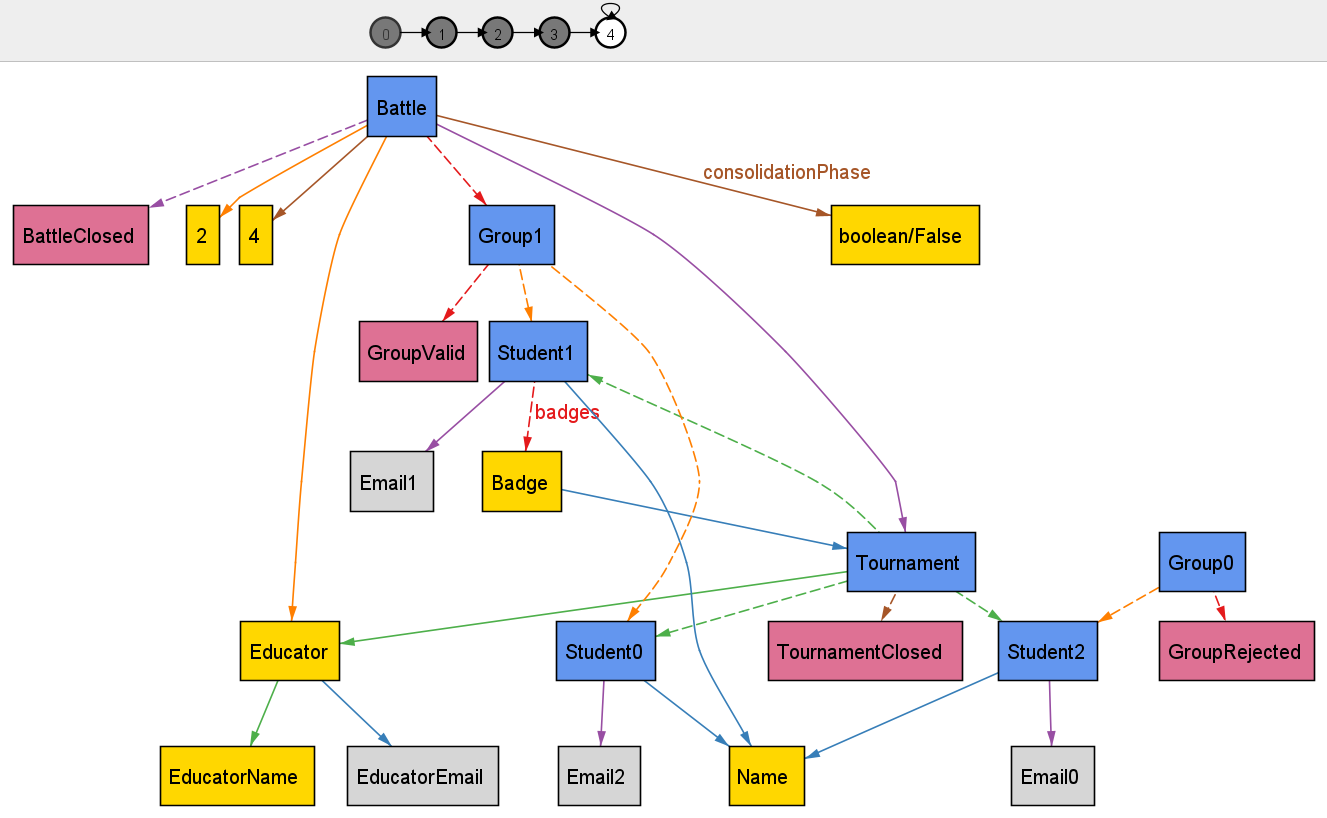 0 1 2 3 4
Battle
consolidationPhase
BattleClosed 2 4 Group1 boolean/False
GroupValid Student1
badges
Email1 Badge
Tournament Group0
Educator Student0 TournamentClosed Student2 GroupRejected
EducatorName EducatorEmail Email2 Name Email0